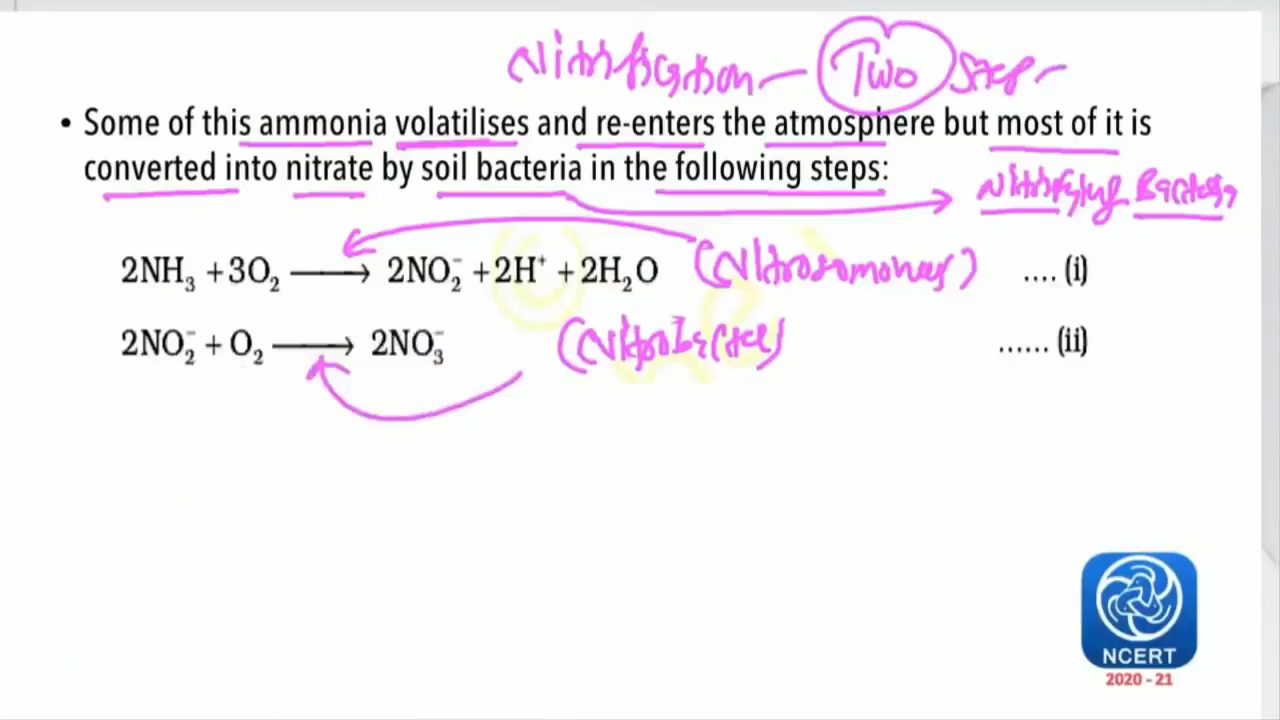 Nitrification — Two Step -
• Some of this ammonia volatilises and re-enters the atmosphere but most of it is
converted into nitrate by soil bacteria in the following steps:
Nitrifying Bacteria
2NH₃ + 3O₂ ⟶ 2NO₂⁻ + 2H⁺ + 2H₂O (Nitrosomonas) .... (i)
2NO₂⁻ + O₂ ⟶ 2NO₃⁻ (Nitrobacter) ...... (ii)
NCERT
2020 - 21